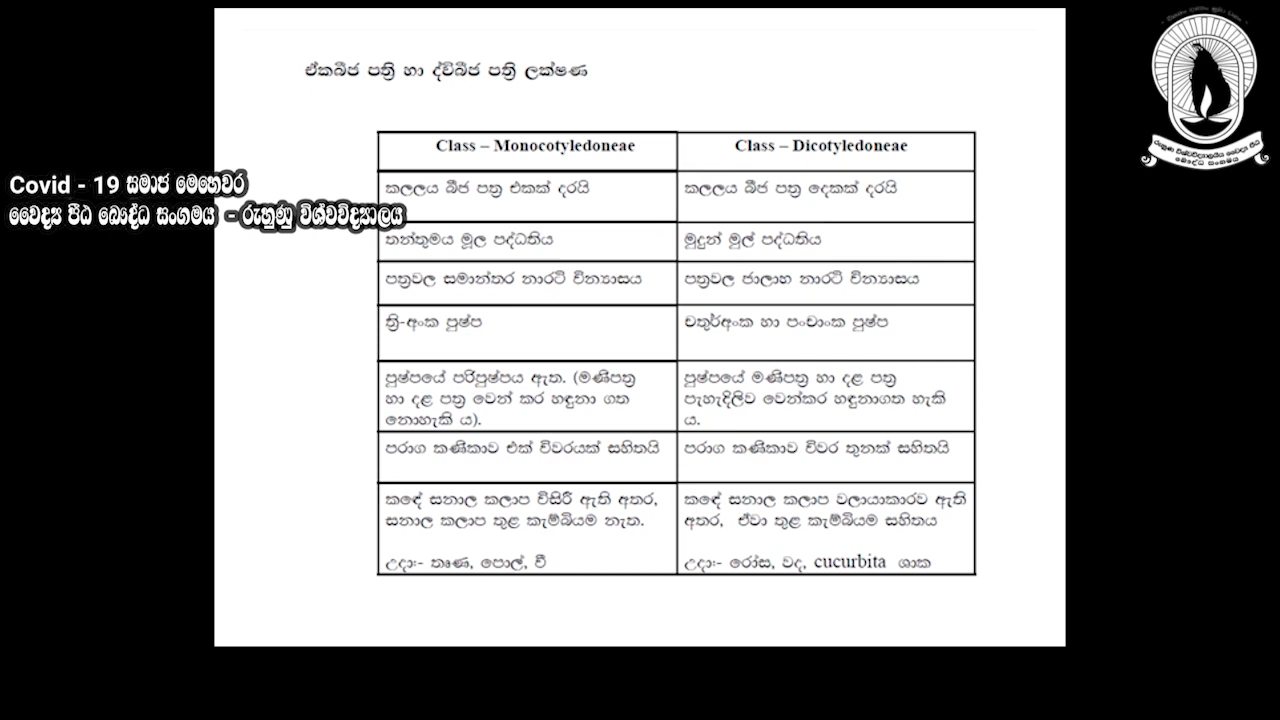 ඒකබීජ පත්‍රි හා ද්විබීජ පත්‍රි ලක්ෂණ
Class – Monocotyledoneae
Class – Dicotyledoneae
Covid - 19 සමාජ මෙහෙවර
වෛද්‍ය පීඨ බෞද්ධ සංගමය - රුහුණු විශ්වවිද්‍යාලය
කලලය බීජ පත්‍ර එකක් දරයි
කලලය බීජ පත්‍ර දෙකක් දරයි
තන්තුමය මූල පද්ධතිය
මුදුන් මුල් පද්ධතිය
පත්‍රවල සමාන්තර නාරටි වින්‍යාසය
පත්‍රවල ජාලාභ නාරටි වින්‍යාසය
ත්‍රි-අංක පුෂ්ප
චතුර්අංක හා පංචාංක පුෂ්ප
පුෂ්පයේ පරිපුෂ්පය ඇත. (මණිපත්‍ර
හා දළ පත්‍ර වෙන් කර හඳුනා ගත
නොහැකි ය).
පුෂ්පයේ මණිපත්‍ර හා දළ පත්‍ර
පැහැදිලිව වෙන්කර හඳුනාගත හැකි
ය.
පරාග කණිකාව එක් විවරයක් සහිතයි
පරාග කණිකාව විවර තුනක් සහිතයි
කඳේ සනාල කලාප විසිරී ඇති අතර,
සනාල කලාප තුළ කැම්බියම නැත.
උදාඃ- තෘණ, පොල්, වී
කඳේ සනාල කලාප වලයාකාරව ඇති
අතර, ඒවා තුළ කැම්බියම සහිතය
උදාඃ- රෝස, වද, cucurbita ශාක